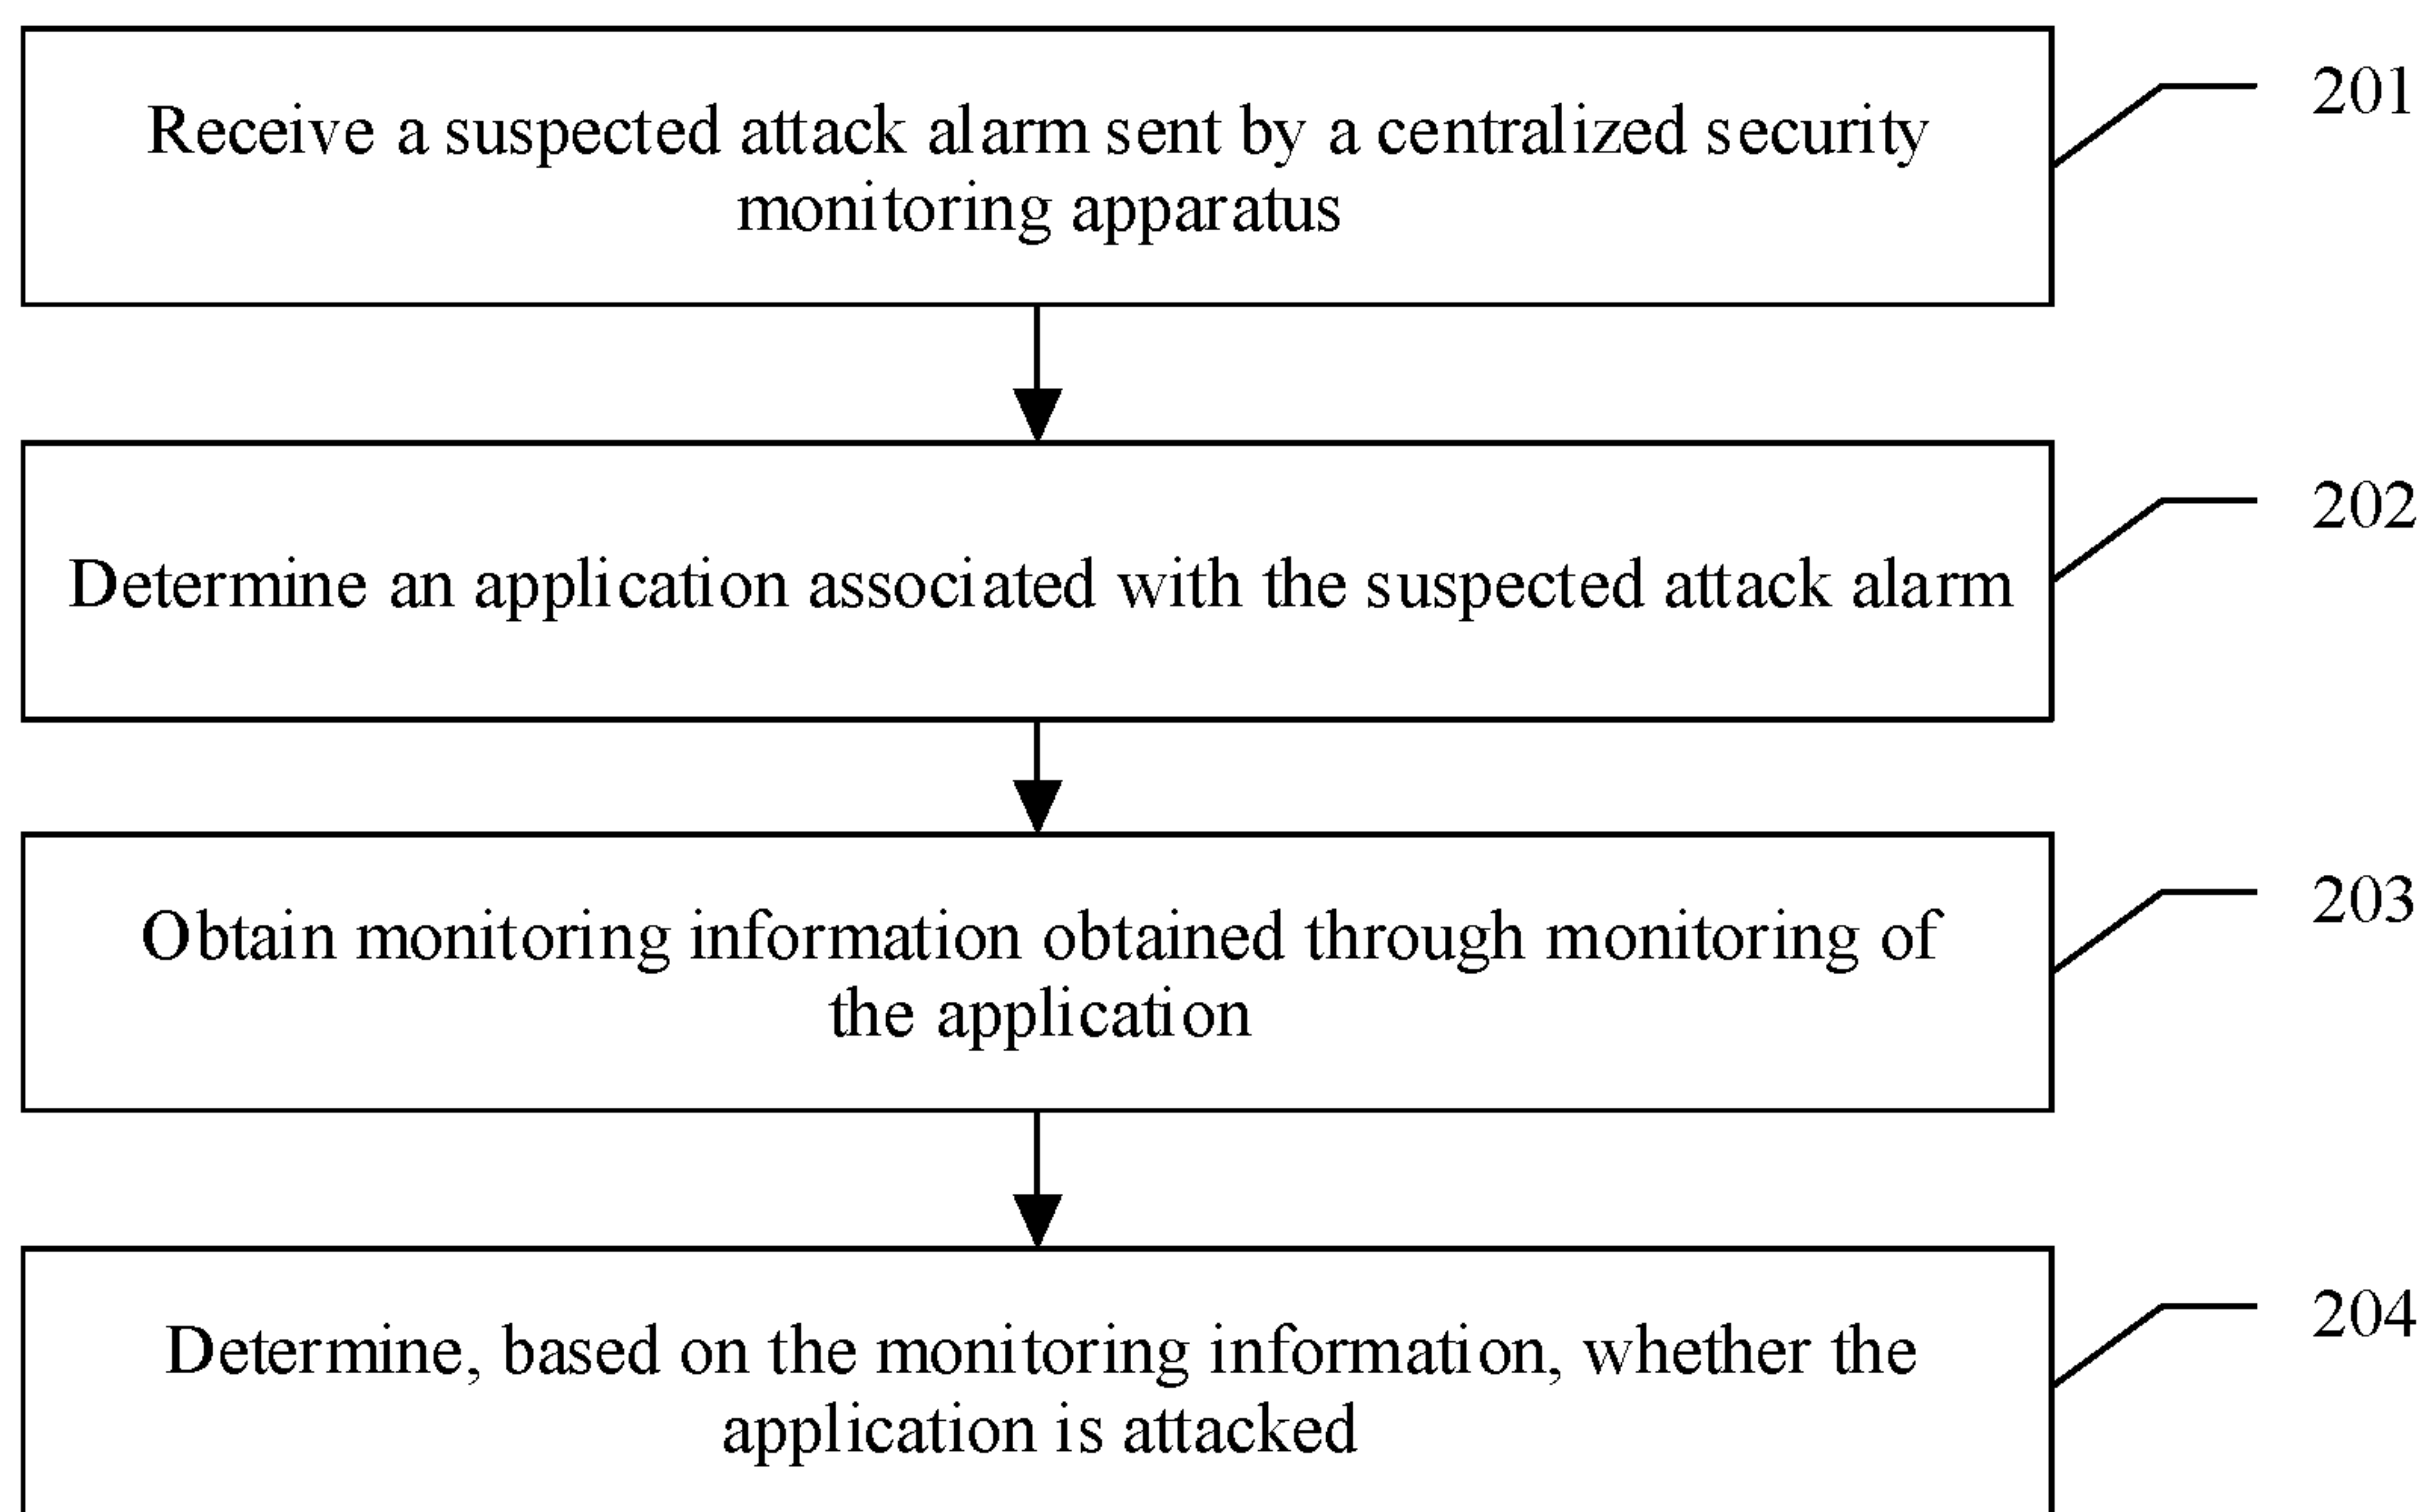 Receive a suspected attack alarm sent by a centralized security
monitoring apparatus
201
Determine an application associated with the suspected attack alarm
202
Obtain monitoring information obtained through monitoring of
the application
203
Determine, based on the monitoring information, whether the
application is attacked
204